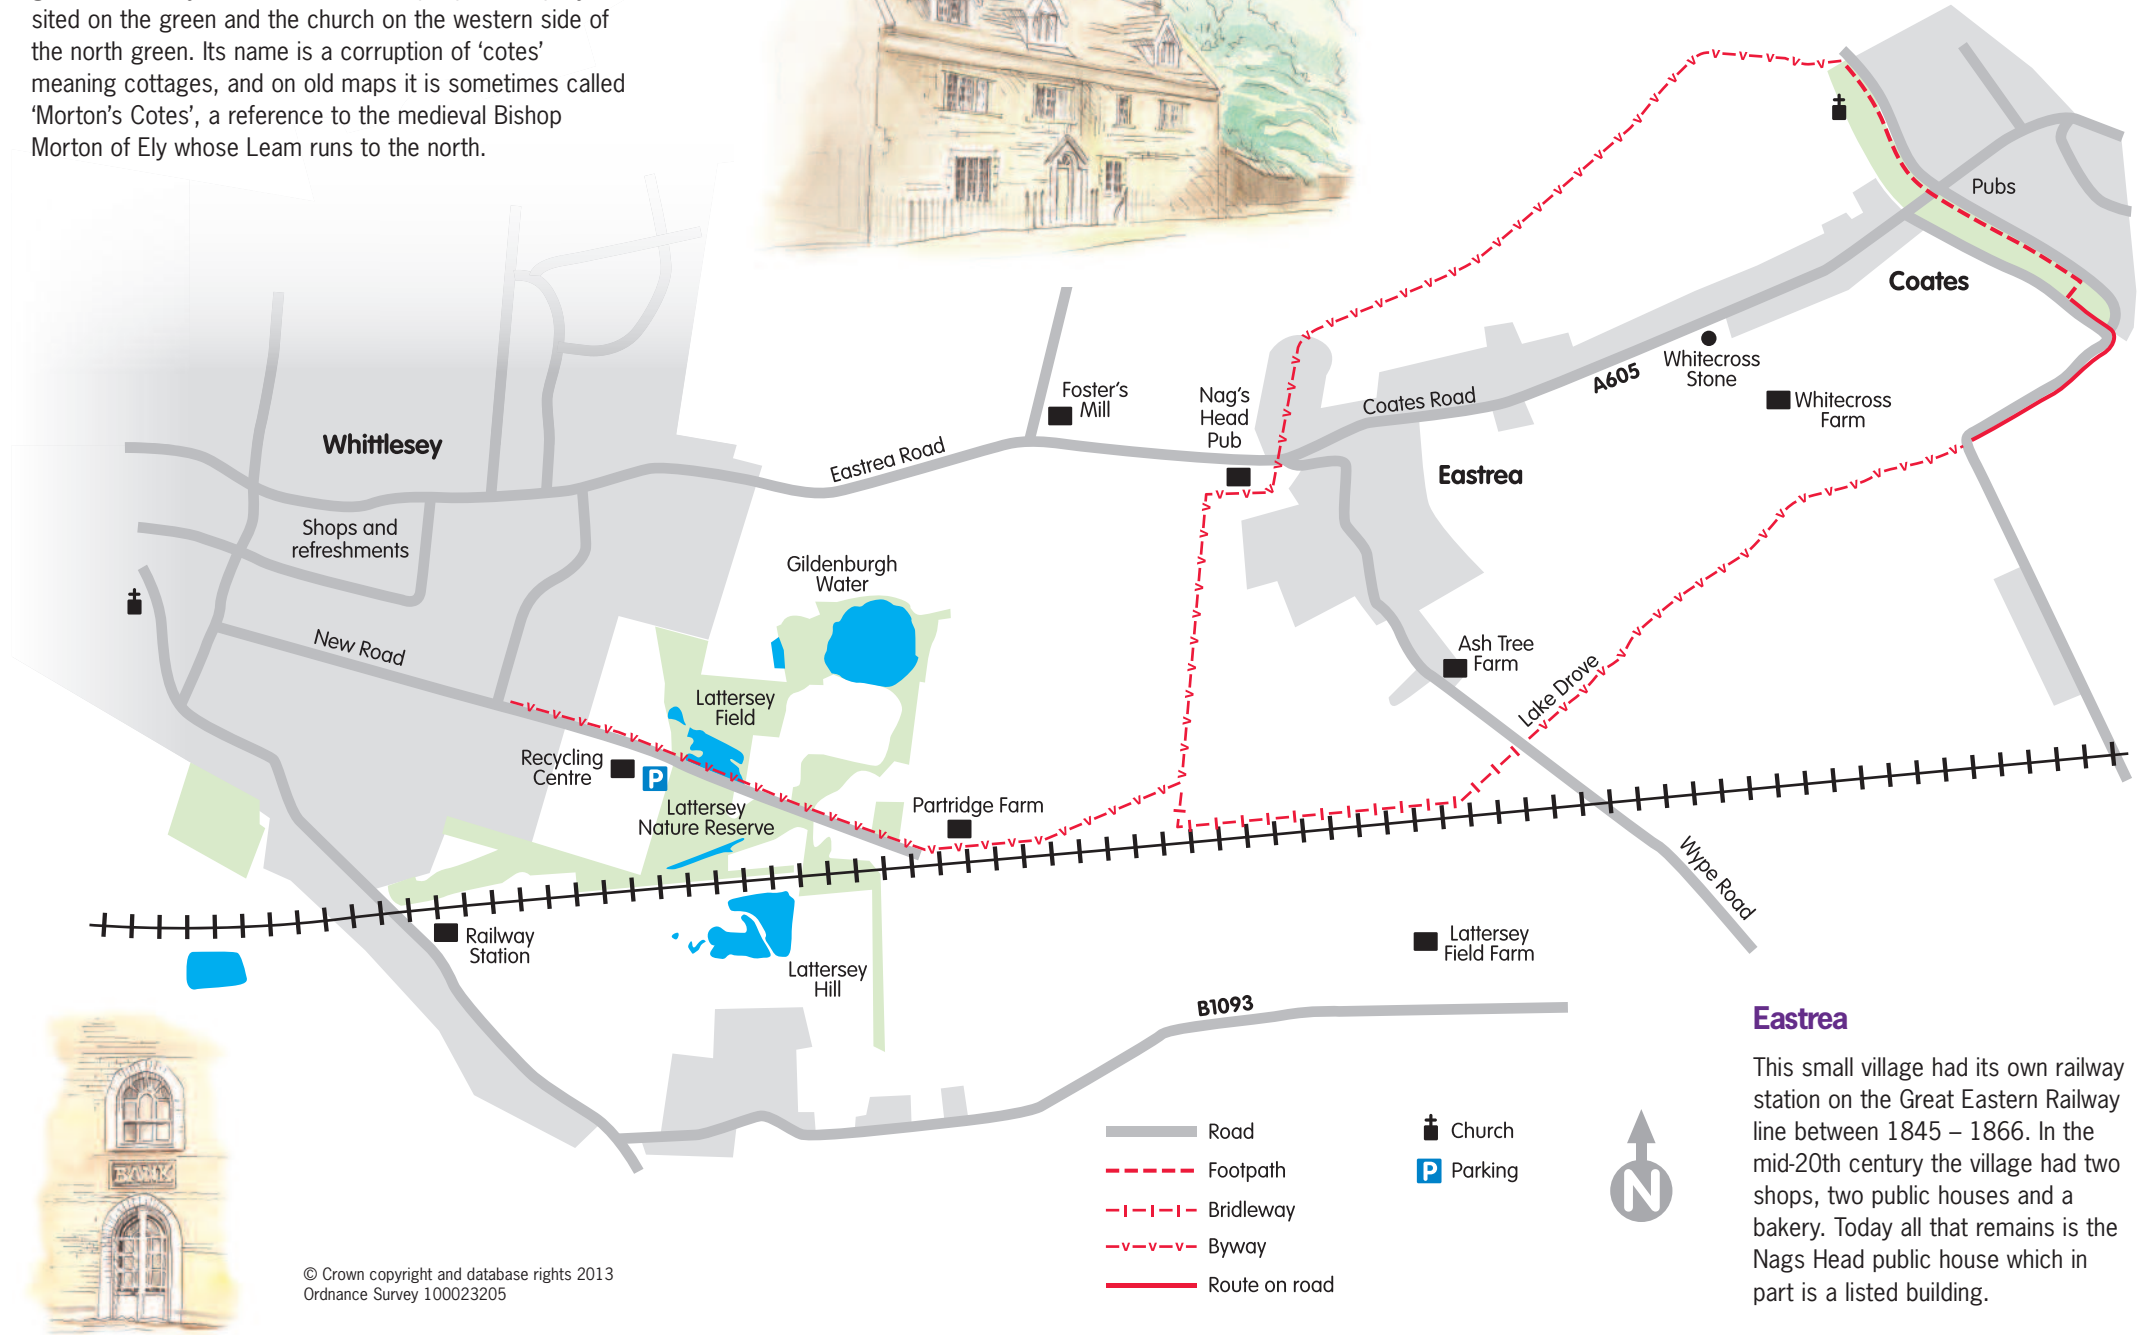 sited on the green and the church on the western side of
the north green. Its name is a corruption of ‘cotes’
meaning cottages, and on old maps it is sometimes called
‘Morton’s Cotes’, a reference to the medieval Bishop
Morton of Ely whose Leam runs to the north.
Pubs
Coates
Whitecross
Stone
Whitecross
Farm
A605
Coates Road
Foster’s
Mill
Nag’s
Head
Pub
Eastrea Road
Whittlesey
Eastrea
Shops and
refreshments
Gildenburgh
Water
New Road
Ash Tree
Farm
Lake Drove
Lattersey
Field
Recycling
Centre
P
Lattersey
Nature Reserve
Partridge Farm
Wype Road
Railway
Station
Lattersey
Field Farm
Lattersey
Hill
B1093
BANK
Road
Footpath
Bridleway
Byway
Route on road
Church
P Parking
N
Eastrea
This small village had its own railway
station on the Great Eastern Railway
line between 1845 – 1866. In the
mid-20th century the village had two
shops, two public houses and a
bakery. Today all that remains is the
Nags Head public house which in
part is a listed building.
© Crown copyright and database rights 2013
Ordnance Survey 100023205